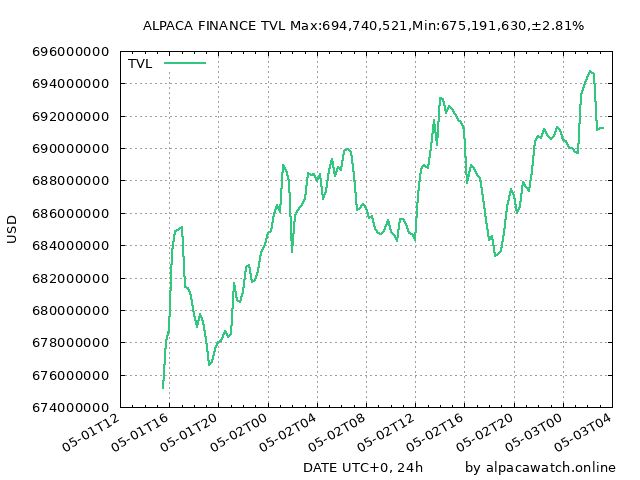 ALPACA FINANCE TVL Max:694,740,521,Min:675,191,630,±2.81%
TVL
696000000
694000000
692000000
690000000
688000000
686000000
684000000
682000000
680000000
678000000
676000000
674000000
USD
05-01T12
05-01T16
05-01T20
05-02T00
05-02T04
05-02T08
05-02T12
05-02T16
05-02T20
05-03T00
05-03T04
DATE UTC+0, 24h
by alpacawatch.online